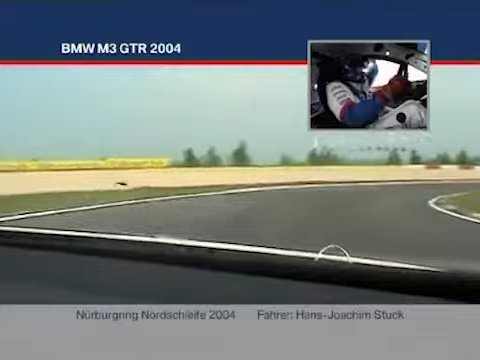 BMW M3 GTR 2004
Nürburgring Nordschleife 2004 Fahrer: Hans-Joachim Stuck